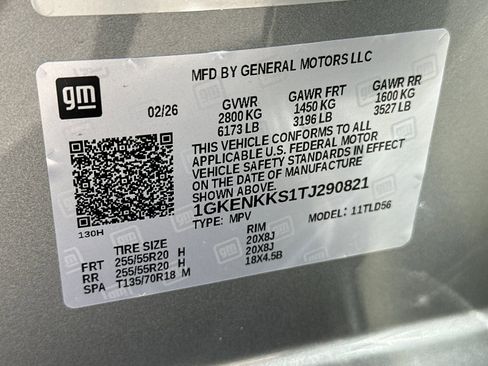 gm
MFD BY GENERAL MOTORS LLC
02/26
GVWR GAWR FRT GAWR RR
2800 KG 1450 KG 1600 KG
6173 LB 3196 LB 3527 LB
THIS VEHICLE CONFORMS TO ALL
APPLICABLE U.S. FEDERAL MOTOR
VEHICLE SAFETY STANDARDS IN EFFECT
ON THE DATE OF MANUFACTURE
SHOWN ABOVE.
1GKENKKS1TJ290821
TYPE: MPV MODEL: 11TLD56
130H
TIRE SIZE RIM
FRT 255/55R20 H 20X8J
RR 255/55R20 H 20X8J
SPA T135/70R18 M 18X4.5B